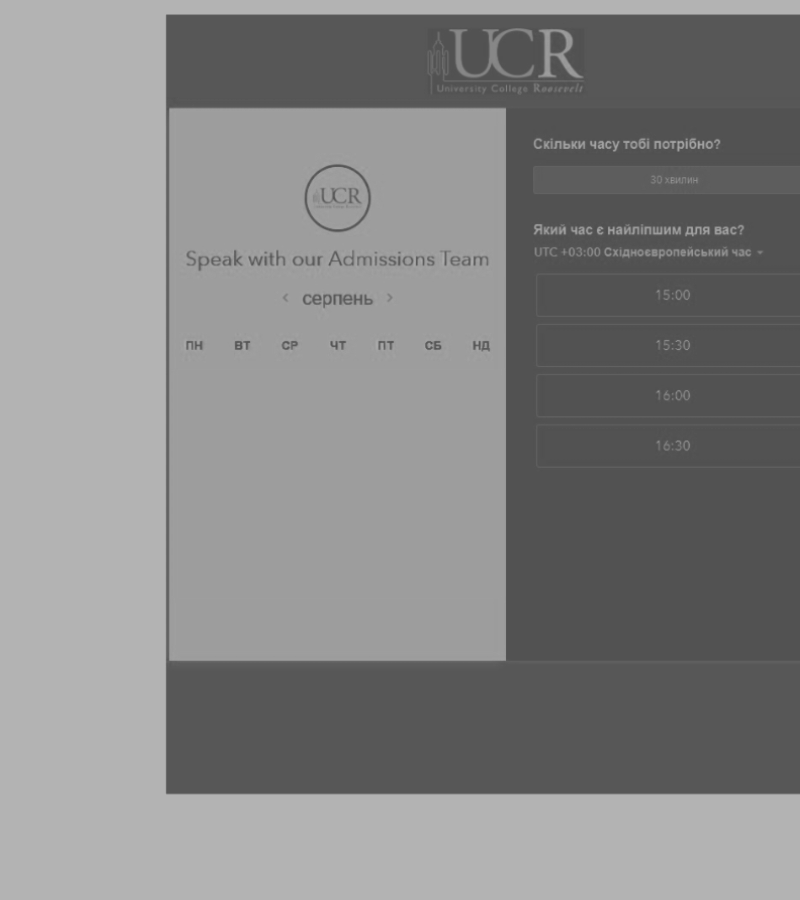 UCR
University College Roosevelt
UCR
Speak with our Admissions Team
серпень
ПН ВТ СР ЧТ ПТ СБ НД
Скільки часу тобі потрібно?
30 хвилин
Який час є найліпшим для вас?
UTC +03:00 Східноєвропейський час
15:00
15:30
16:00
16:30